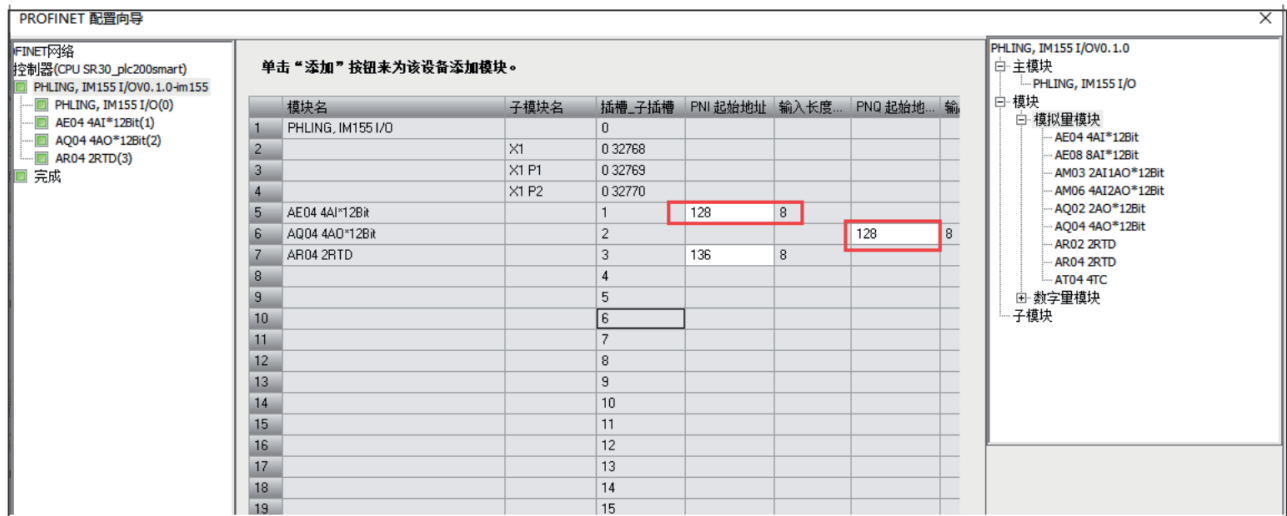 PROFINET 配置向导
FINET网络
控制器(CPU SR30_plc200smart)
PHLING, IM155 I/OV0.1.0-im155
PHLING, IM155 I/O(0)
AE04 4AI*12Bit(1)
AQ04 4AO*12Bit(2)
AR04 2RTD(3)
完成
单击“添加”按钮来为该设备添加模块。
模块名 子模块名 插槽_子插槽 PNI 起始地址 输入长度... PNQ 起始地... 输
1 PHLING, IM155 I/O 0
2 X1 0 32768
3 X1 P1 0 32769
4 X1 P2 0 32770
5 AE04 4AI*12Bit 1 128 8
6 AQ04 4AO*12Bit 2 128 8
7 AR04 2RTD 3 136 8
8 4
9 5
10 6
11 7
12 8
13 9
14 10
15 11
16 12
17 13
18 14
19 15
PHLING, IM155 I/OV0.1.0
主模块
PHLING, IM155 I/O
模块
模拟量模块
AE04 4AI*12Bit
AE08 8AI*12Bit
AM03 2AI1AO*12Bit
AM06 4AI2AO*12Bit
AQ02 2AO*12Bit
AQ04 4AO*12Bit
AR02 2RTD
AR04 2RTD
AT04 4TC
数字量模块
子模块